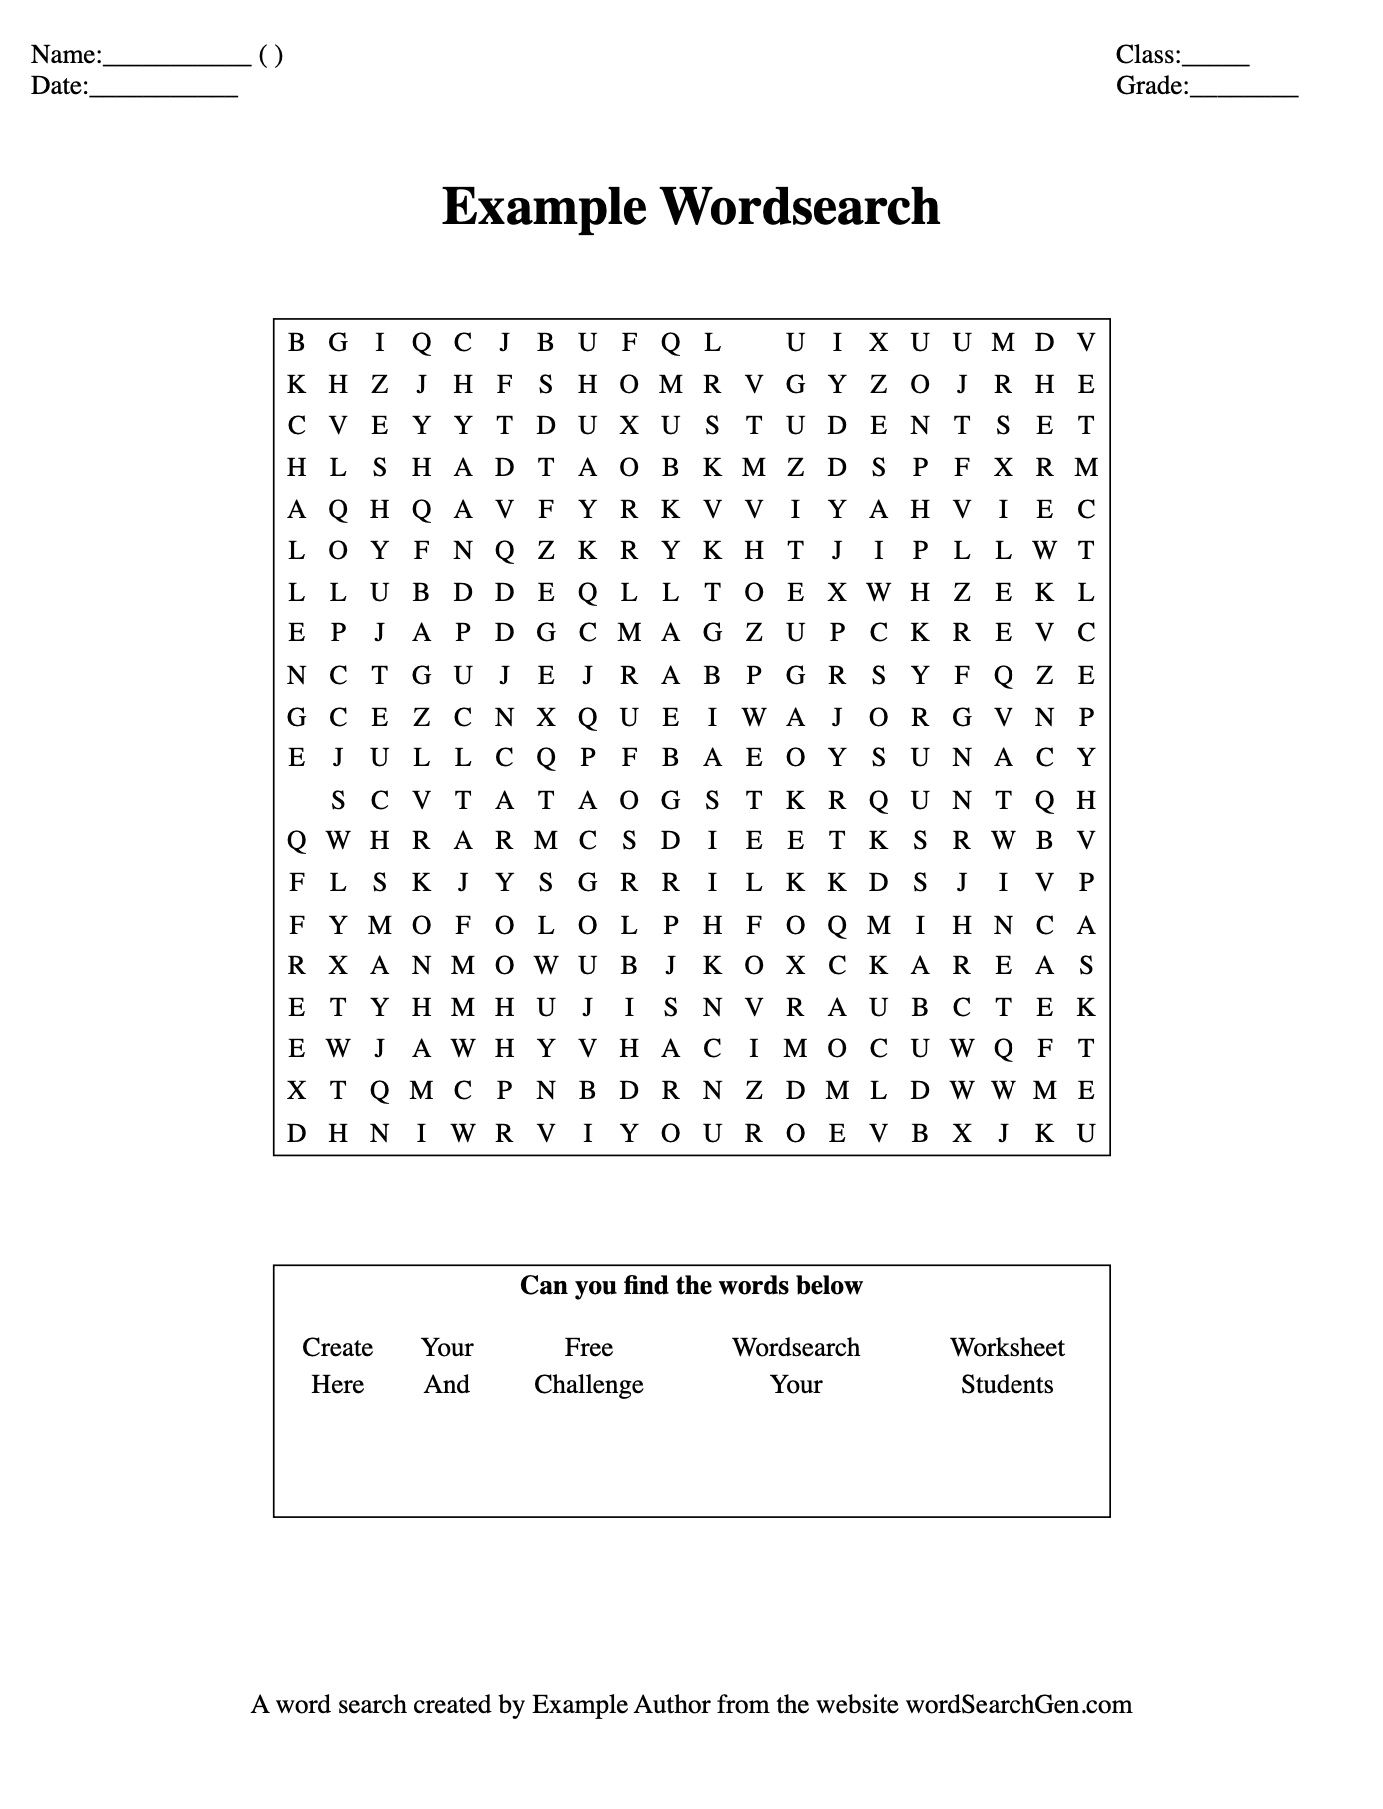 Name:___________ ( ) Class:_____
Date:___________ Grade:________
Example Wordsearch
B G I Q C J B U F Q L   U I X U U M D V
K H Z J H F S H O M R V G Y Z O J R H E
C V E Y Y T D U X U S T U D E N T S E T
H L S H A D T A O B K M Z D S P F X R M
A Q H Q A V F Y R K V V I Y A H V I E C
L O Y F N Q Z K R Y K H T J I P L L W T
L L U B D D E Q L L T O E X W H Z E K L
E P J A P D G C M A G Z U P C K R E V C
N C T G U J E J R A B P G R S Y F Q Z E
G C E Z C N X Q U E I W A J O R G V N P
E J U L L C Q P F B A E O Y S U N A C Y
  S C V T A T A O G S T K R Q U N T Q H
Q W H R A R M C S D I E E T K S R W B V
F L S K J Y S G R R I L K K D S J I V P
F Y M O F O L O L P H F O Q M I H N C A
R X A N M O W U B J K O X C K A R E A S
E T Y H M H U J I S N V R A U B C T E K
E W J A W H Y V H A C I M O C U W Q F T
X T Q M C P N B D R N Z D M L D W W M E
D H N I W R V I Y O U R O E V B X J K U
Can you find the words below
Create Your Free Wordsearch Worksheet
Here And Challenge Your Students
A word search created by Example Author from the website wordSearchGen.com